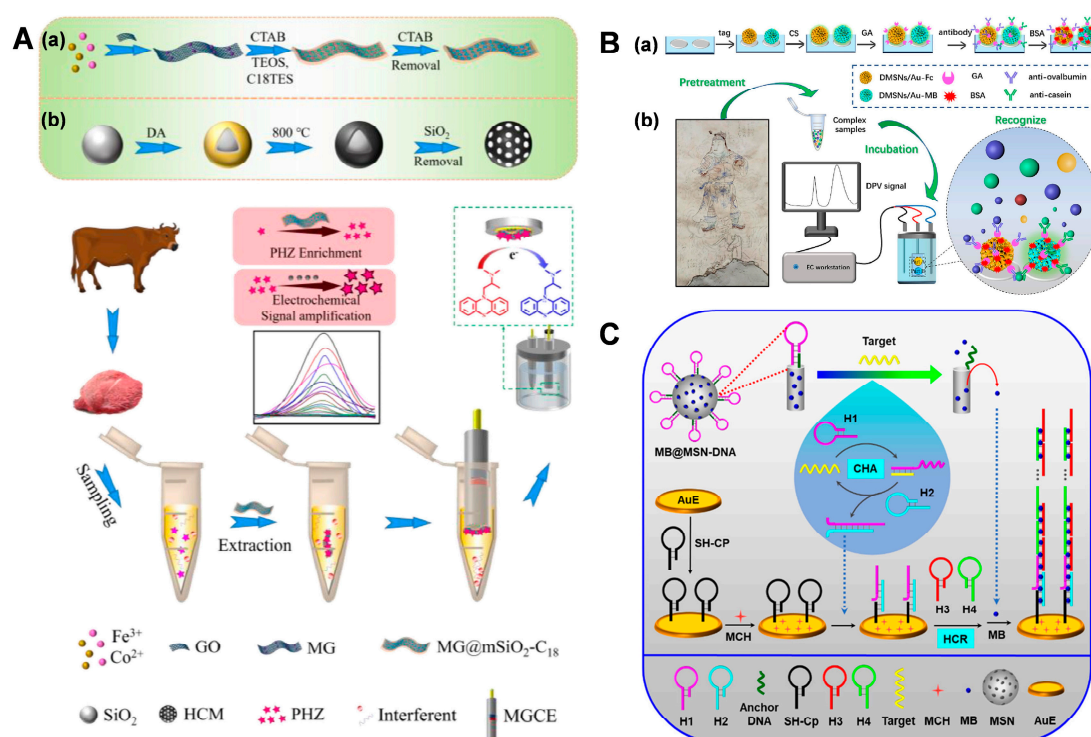 A
(a)
CTAB
TEOS,
C18TES
CTAB
Removal
(b)
DA
800 ℃
SiO2
Removal
PHZ Enrichment
Electrochemical
Signal amplification
e-
Sampling
Extraction
Fe3+
Co2+
GO
MG
MG@mSiO2-C18
SiO2
HCM
PHZ
Interferent
MGCE
B
(a)
tag
CS
GA
antibody
BSA
DMSNs/Au-Fc
GA
anti-ovalbumin
DMSNs/Au-MB
BSA
anti-casein
(b)
Pretreatment
Complex
samples
Incubation
Recognize
DPV signal
EC workstation
C
Target
MB@MSN-DNA
H1
CHA
H2
AuE
SH-CP
MCH
H3
H4
HCR
MB
H1
H2
Anchor
DNA
SH-Cp
H3
H4
Target
MCH
MB
MSN
AuE